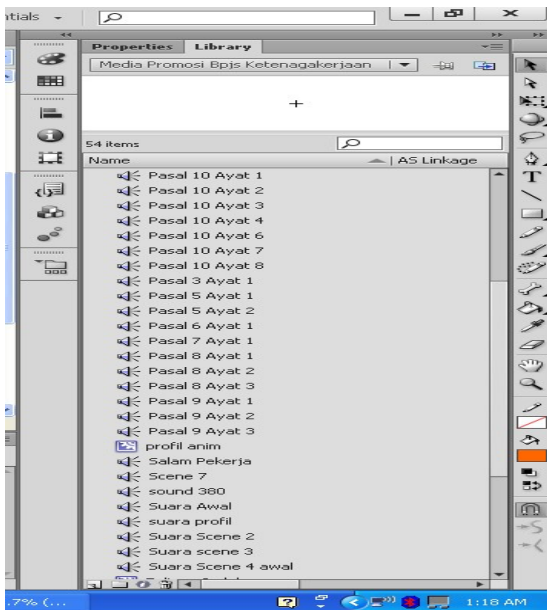 ntials
Properties Library
Media Promosi Bpjs Ketenagakerjaan
54 items
Name AS Linkage
Pasal 10 Ayat 1
Pasal 10 Ayat 2
Pasal 10 Ayat 3
Pasal 10 Ayat 4
Pasal 10 Ayat 6
Pasal 10 Ayat 7
Pasal 10 Ayat 8
Pasal 3 Ayat 1
Pasal 5 Ayat 1
Pasal 5 Ayat 2
Pasal 6 Ayat 1
Pasal 7 Ayat 1
Pasal 8 Ayat 1
Pasal 8 Ayat 2
Pasal 8 Ayat 3
Pasal 9 Ayat 1
Pasal 9 Ayat 2
Pasal 9 Ayat 3
profil anim
Salam Pekerja
Scene 7
sound 380
Suara Awal
suara profil
Suara Scene 2
Suara scene 3
Suara Scene 4 awal
.7% (... 1:18 AM